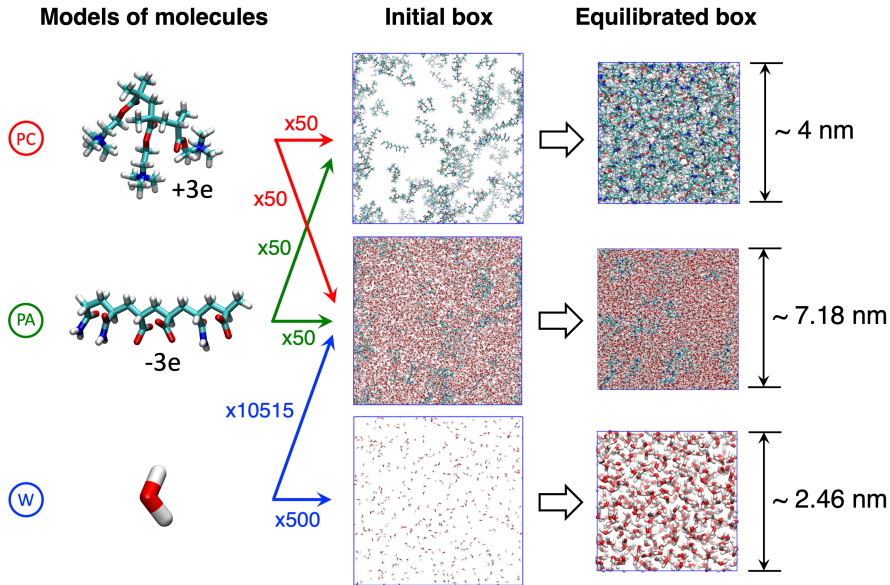 Models of molecules
Initial box
Equilibrated box
PC
+3e
x50
x50
~ 4 nm
PA
-3e
x50
x50
~ 7.18 nm
x10515
W
x500
~ 2.46 nm